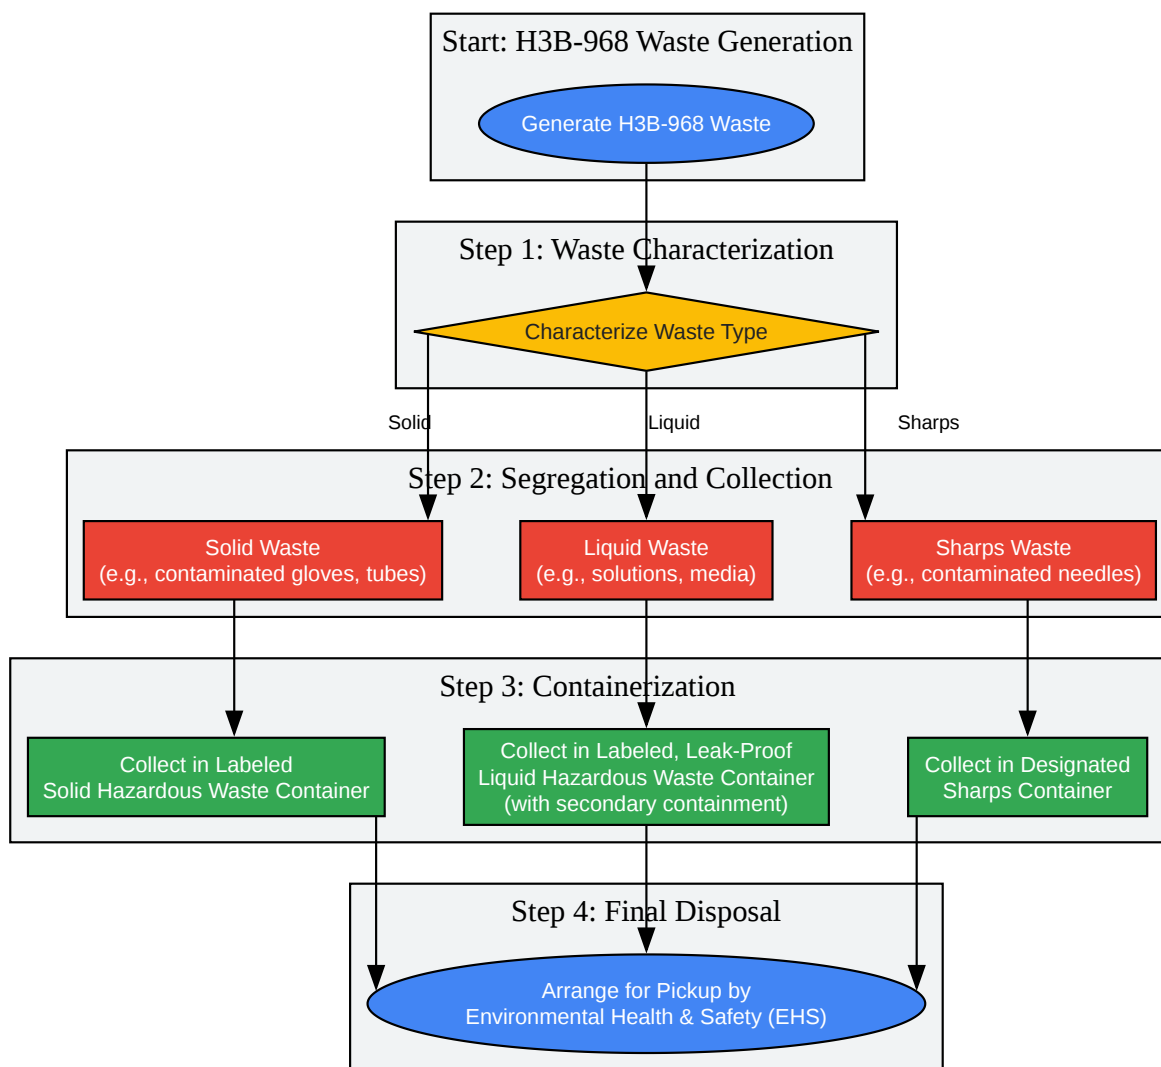 Start: H3B-968 Waste Generation
Generate H3B-968 Waste
Step 1: Waste Characterization
Characterize Waste Type
Solid
Liquid
Sharps
Step 2: Segregation and Collection
Solid Waste
(e.g., contaminated gloves, tubes)
Liquid Waste
(e.g., solutions, media)
Sharps Waste
(e.g., contaminated needles)
Step 3: Containerization
Collect in Labeled
Solid Hazardous Waste Container
Collect in Labeled, Leak-Proof
Liquid Hazardous Waste Container
(with secondary containment)
Collect in Designated
Sharps Container
Step 4: Final Disposal
Arrange for Pickup by
Environmental Health & Safety (EHS)